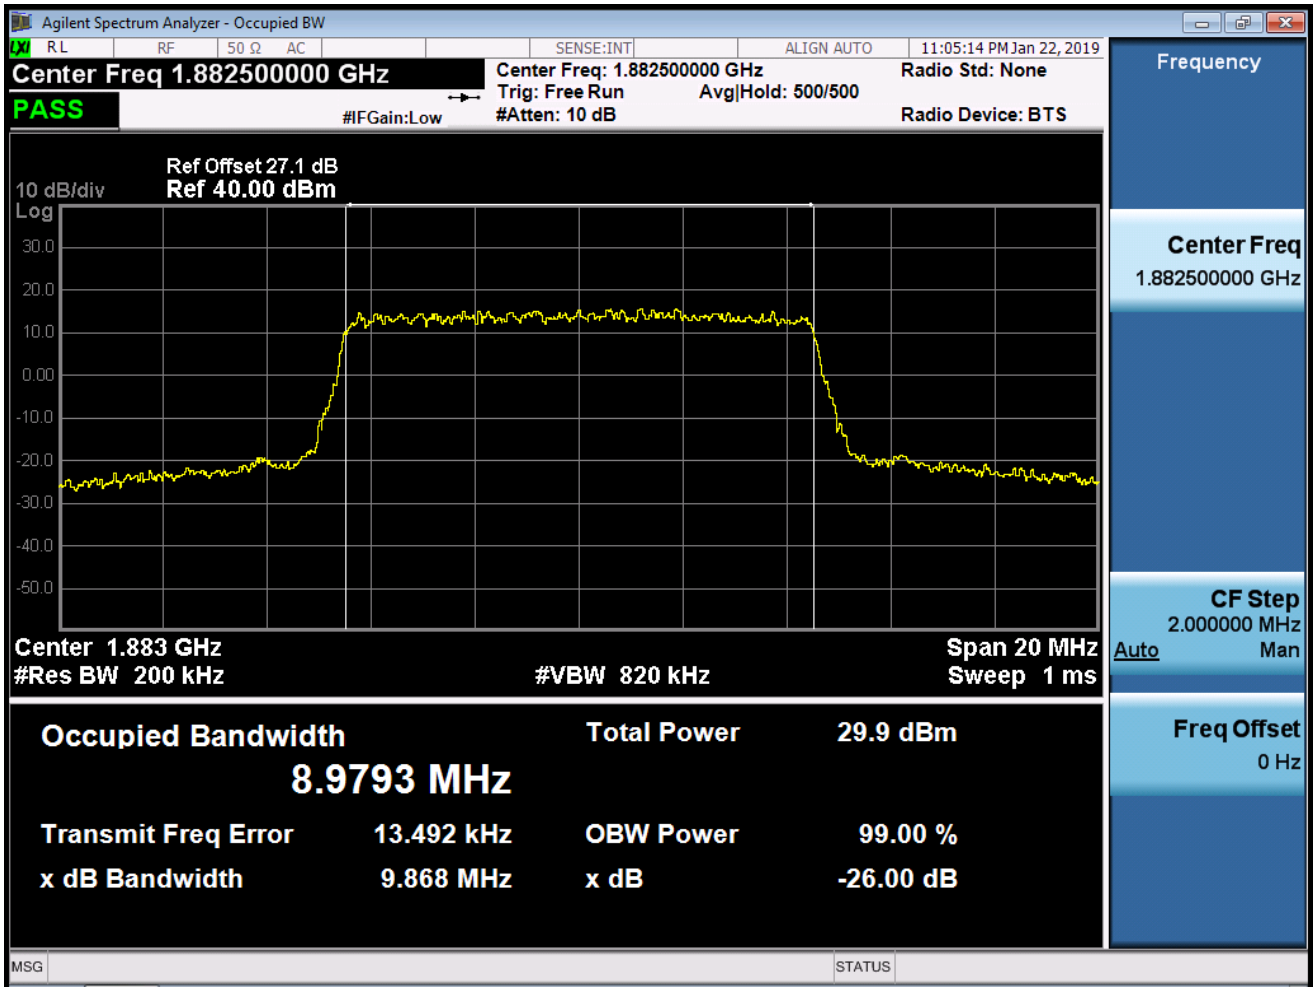 Agilent Spectrum Analyzer - Occupied BW
LXI RL RF 50 Ω AC SENSE:INT ALIGN AUTO 11:05:14 PM Jan 22, 2019
Center Freq 1.882500000 GHz
Center Freq: 1.882500000 GHz
Radio Std: None
Trig: Free Run Avg|Hold: 500/500
PASS
#IFGain:Low
#Atten: 10 dB
Radio Device: BTS
Ref Offset 27.1 dB
10 dB/div Ref 40.00 dBm
Log
30.0
20.0
10.0
0.00
-10.0
-20.0
-30.0
-40.0
-50.0
Center 1.883 GHz Span 20 MHz
#Res BW 200 kHz #VBW 820 kHz Sweep 1 ms
Occupied Bandwidth Total Power 29.9 dBm
8.9793 MHz
Transmit Freq Error 13.492 kHz OBW Power 99.00 %
x dB Bandwidth 9.868 MHz x dB -26.00 dB
MSG STATUS
Frequency
Center Freq
1.882500000 GHz
CF Step
2.000000 MHz
Auto Man
Freq Offset
0 Hz